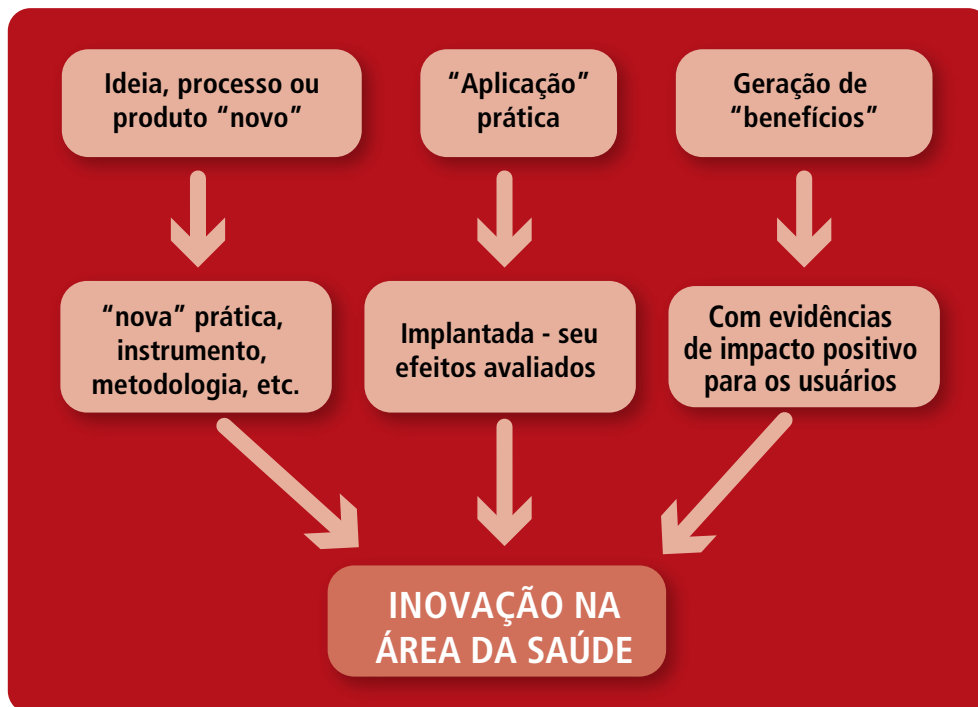 Ideia, processo ou
produto “novo”
“Aplicação”
prática
Geração de
“benefícios”
“nova” prática,
instrumento,
metodologia, etc.
Implantada - seu
efeitos avaliados
Com evidências
de impacto positivo
para os usuários
INOVAÇÃO NA
ÁREA DA SAÚDE